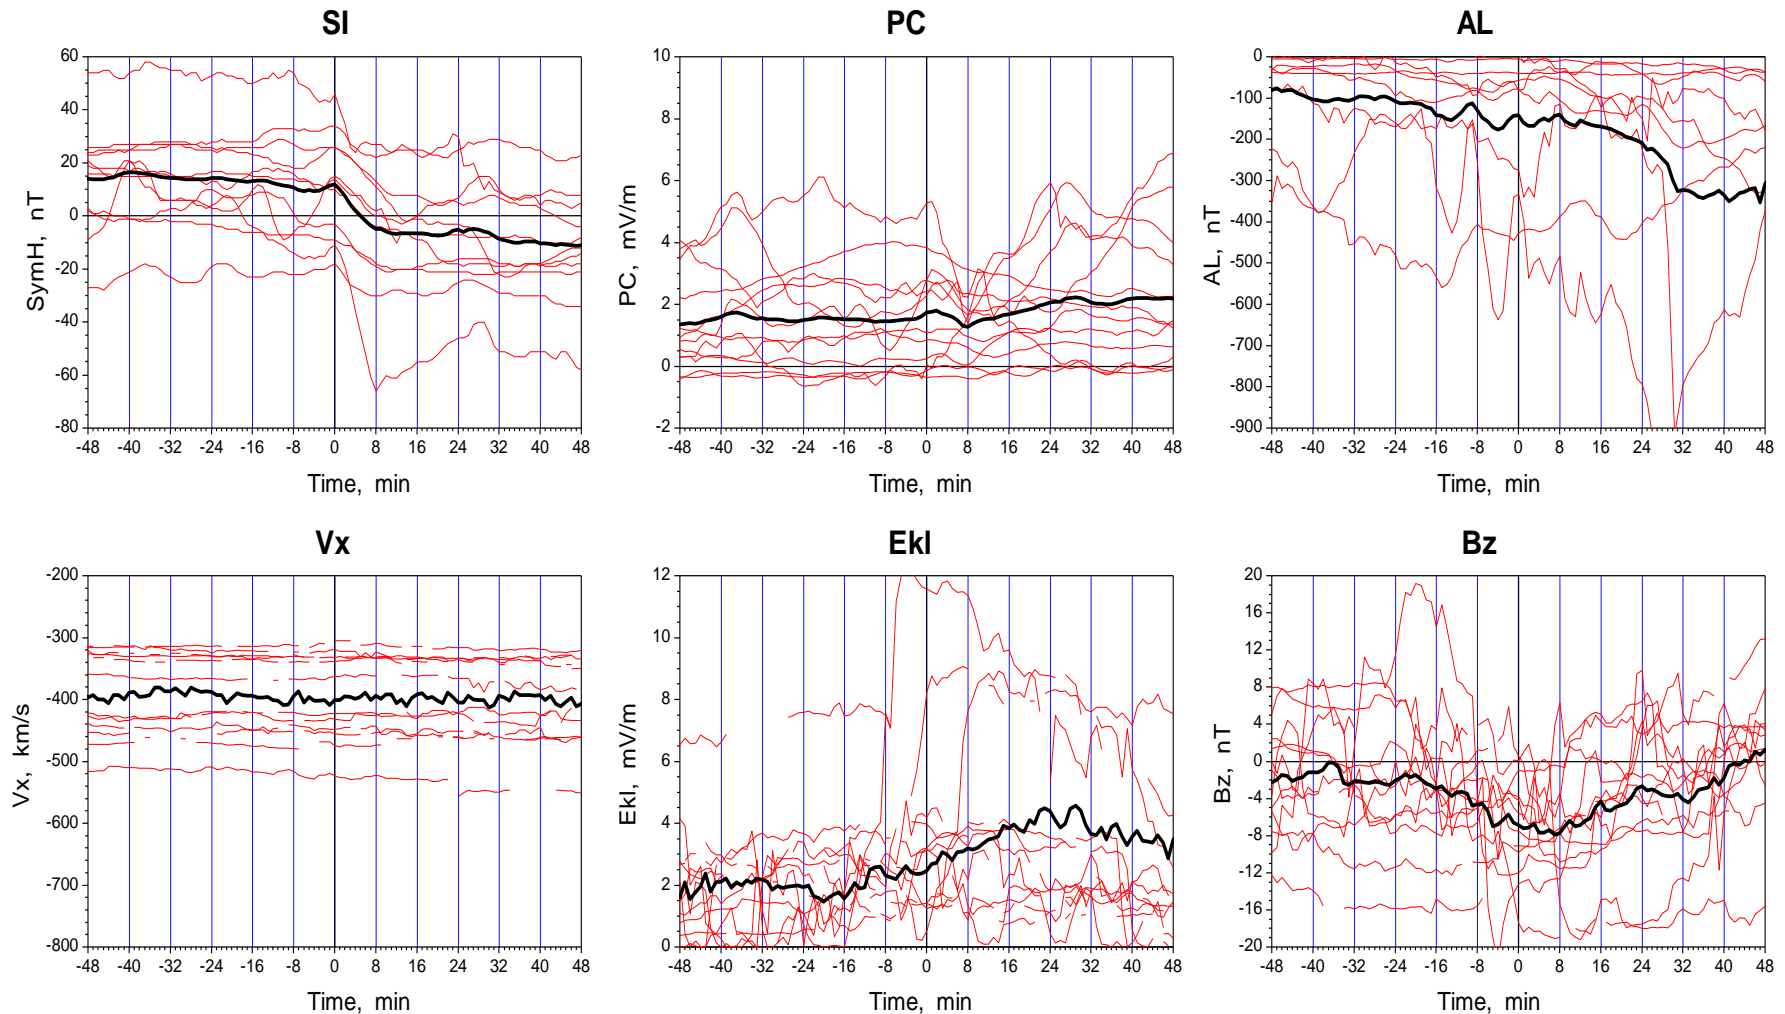 SI
PC
AL
60
40
20
0
-20
-40
-60
-80
SymH, nT
-48 -40 -32 -24 -16 -8 0 8 16 24 32 40 48
Time, min
10
8
6
4
2
0
-2
PC, mV/m
-48 -40 -32 -24 -16 -8 0 8 16 24 32 40 48
Time, min
0
-100
-200
-300
-400
-500
-600
-700
-800
-900
AL, nT
-48 -40 -32 -24 -16 -8 0 8 16 24 32 40 48
Time, min
Vx
Ekl
Bz
-200
-300
-400
-500
-600
-700
-800
Vx, km/s
-48 -40 -32 -24 -16 -8 0 8 16 24 32 40 48
Time, min
12
10
8
6
4
2
0
Ekl, mV/m
-48 -40 -32 -24 -16 -8 0 8 16 24 32 40 48
Time, min
20
16
12
8
4
0
-4
-8
-12
-16
-20
Bz, nT
-48 -40 -32 -24 -16 -8 0 8 16 24 32 40 48
Time, min